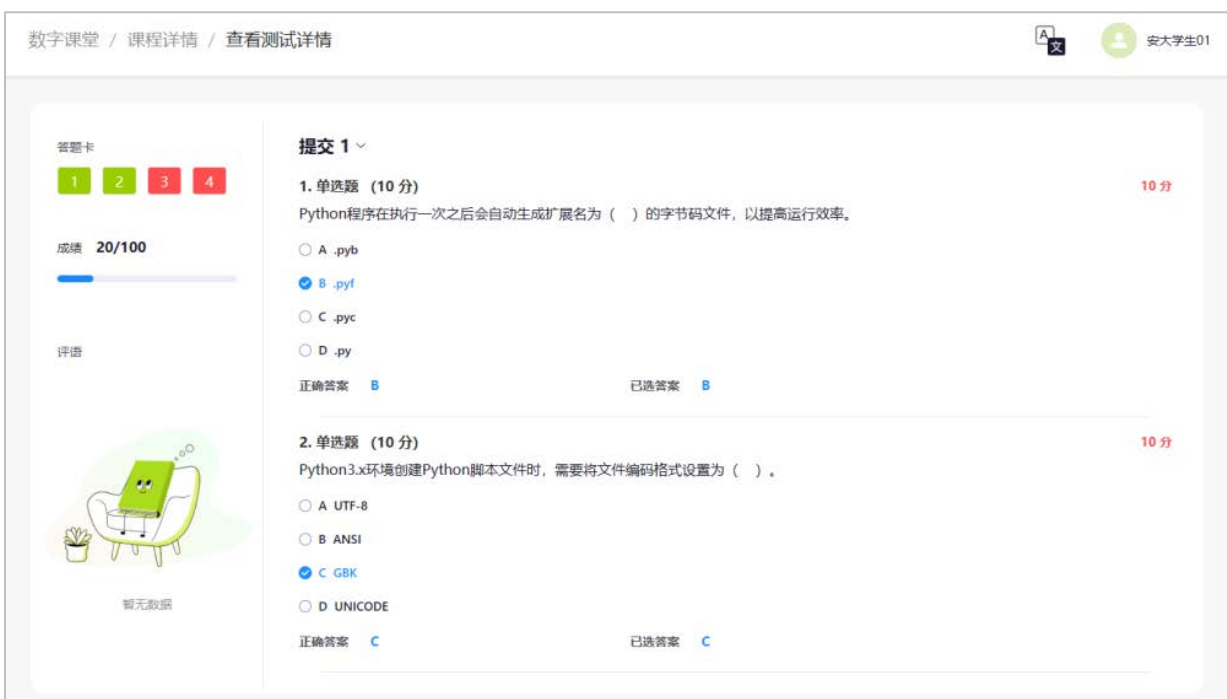 数字课堂 / 课程详情 / 查看测试详情
A 文
安大学生01
答题卡
1 2 3 4
成绩 20/100
评语
暂无数据
提交 1
1. 单选题 (10 分) 10 分
Python程序在执行一次之后会自动生成扩展名为 ( ) 的字节码文件，以提高运行效率。
A .pyb
B .pyf
C .pyc
D .py
正确答案 B 已选答案 B
2. 单选题 (10 分) 10 分
Python3.x环境创建Python脚本文件时，需要将文件编码格式设置为 ( ) 。
A UTF-8
B ANSI
C GBK
D UNICODE
正确答案 C 已选答案 C